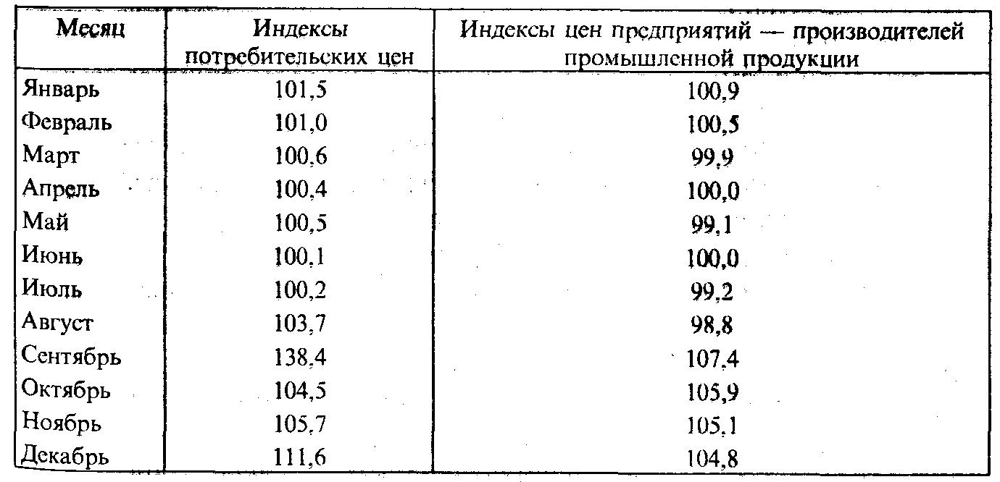 Месяц Индексы потребительских цен Индексы цен предприятий — производителей промышленной продукции
Январь 101,5 100,9
Февраль 101,0 100,5
Март 100,6 99,9
Апрель 100,4 100,0
Май 100,5 99,1
Июнь 100,1 100,0
Июль 100,2 99,2
Август 103,7 98,8
Сентябрь 138,4 107,4
Октябрь 104,5 105,9
Ноябрь 105,7 105,1
Декабрь 111,6 104,8